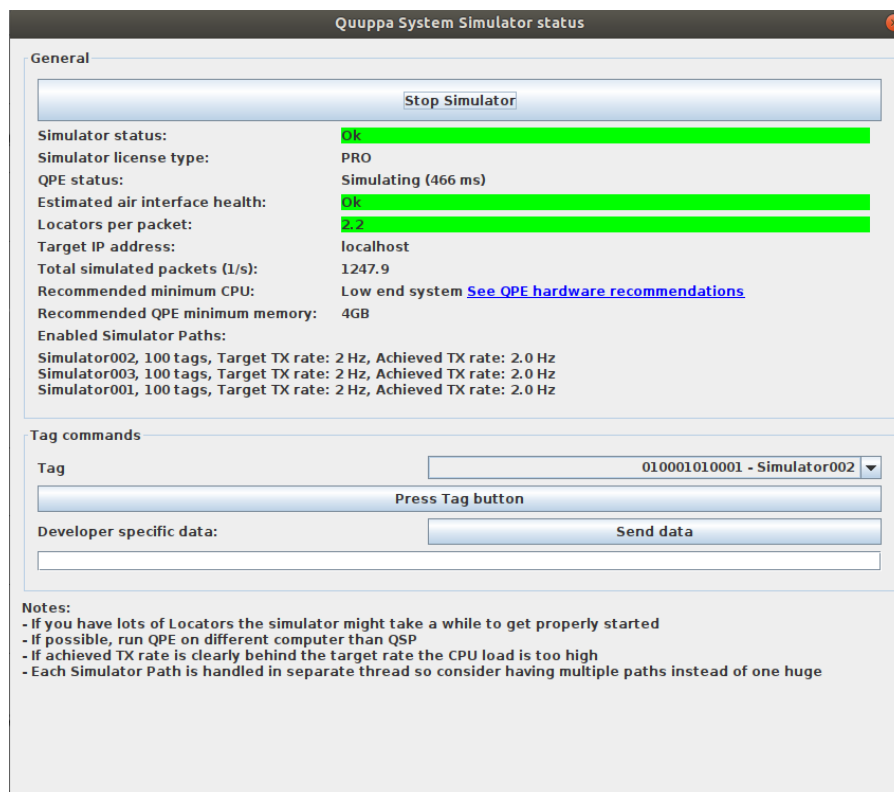 Quuppa System Simulator status
General
Stop Simulator
Simulator status: Ok
Simulator license type: PRO
QPE status: Simulating (466 ms)
Estimated air interface health: Ok
Locators per packet: 2.2
Target IP address: localhost
Total simulated packets (1/s): 1247.9
Recommended minimum CPU: Low end system See QPE hardware recommendations
Recommended QPE minimum memory: 4GB
Enabled Simulator Paths:
Simulator002, 100 tags, Target TX rate: 2 Hz, Achieved TX rate: 2.0 Hz
Simulator003, 100 tags, Target TX rate: 2 Hz, Achieved TX rate: 2.0 Hz
Simulator001, 100 tags, Target TX rate: 2 Hz, Achieved TX rate: 2.0 Hz
Tag commands
Tag 010001010001 - Simulator002
Press Tag button
Developer specific data: Send data
Notes:
- If you have lots of Locators the simulator might take a while to get properly started
- If possible, run QPE on different computer than QSP
- If achieved TX rate is clearly behind the target rate the CPU load is too high
- Each Simulator Path is handled in separate thread so consider having multiple paths instead of one huge